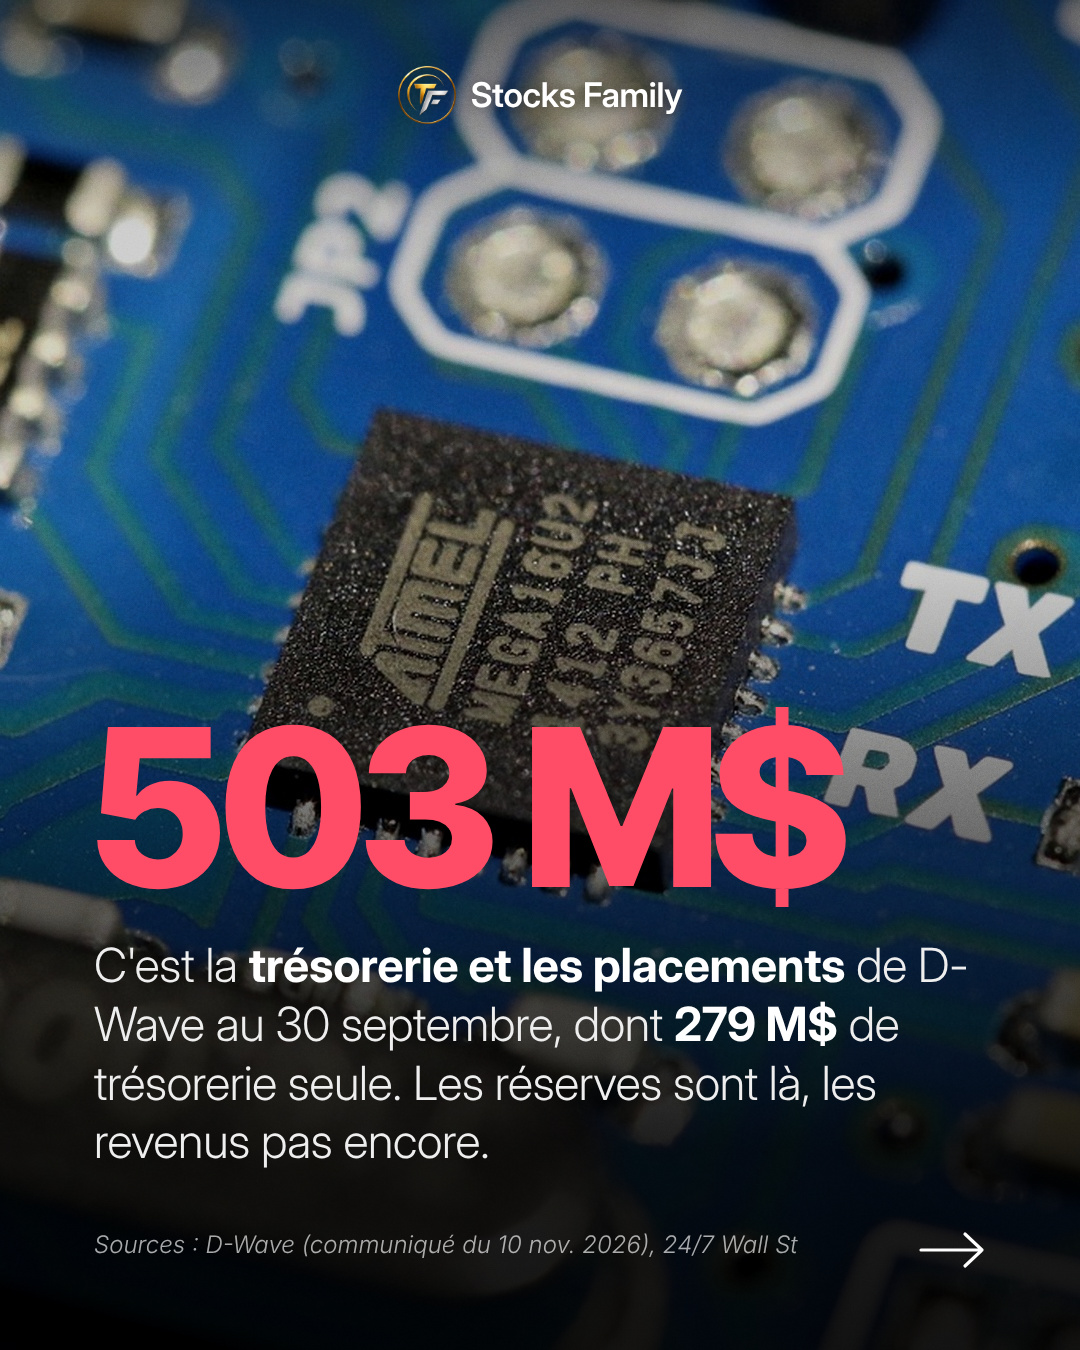 Stocks Family
JP2
ATMEL
MEGA16U2
PH
3Y3657JJ
TX
RX
503 M$
C'est la trésorerie et les placements de D-
Wave au 30 septembre, dont 279 M$ de
trésorerie seule. Les réserves sont là, les
revenus pas encore.
Sources : D-Wave (communiqué du 10 nov. 2026), 24/7 Wall St